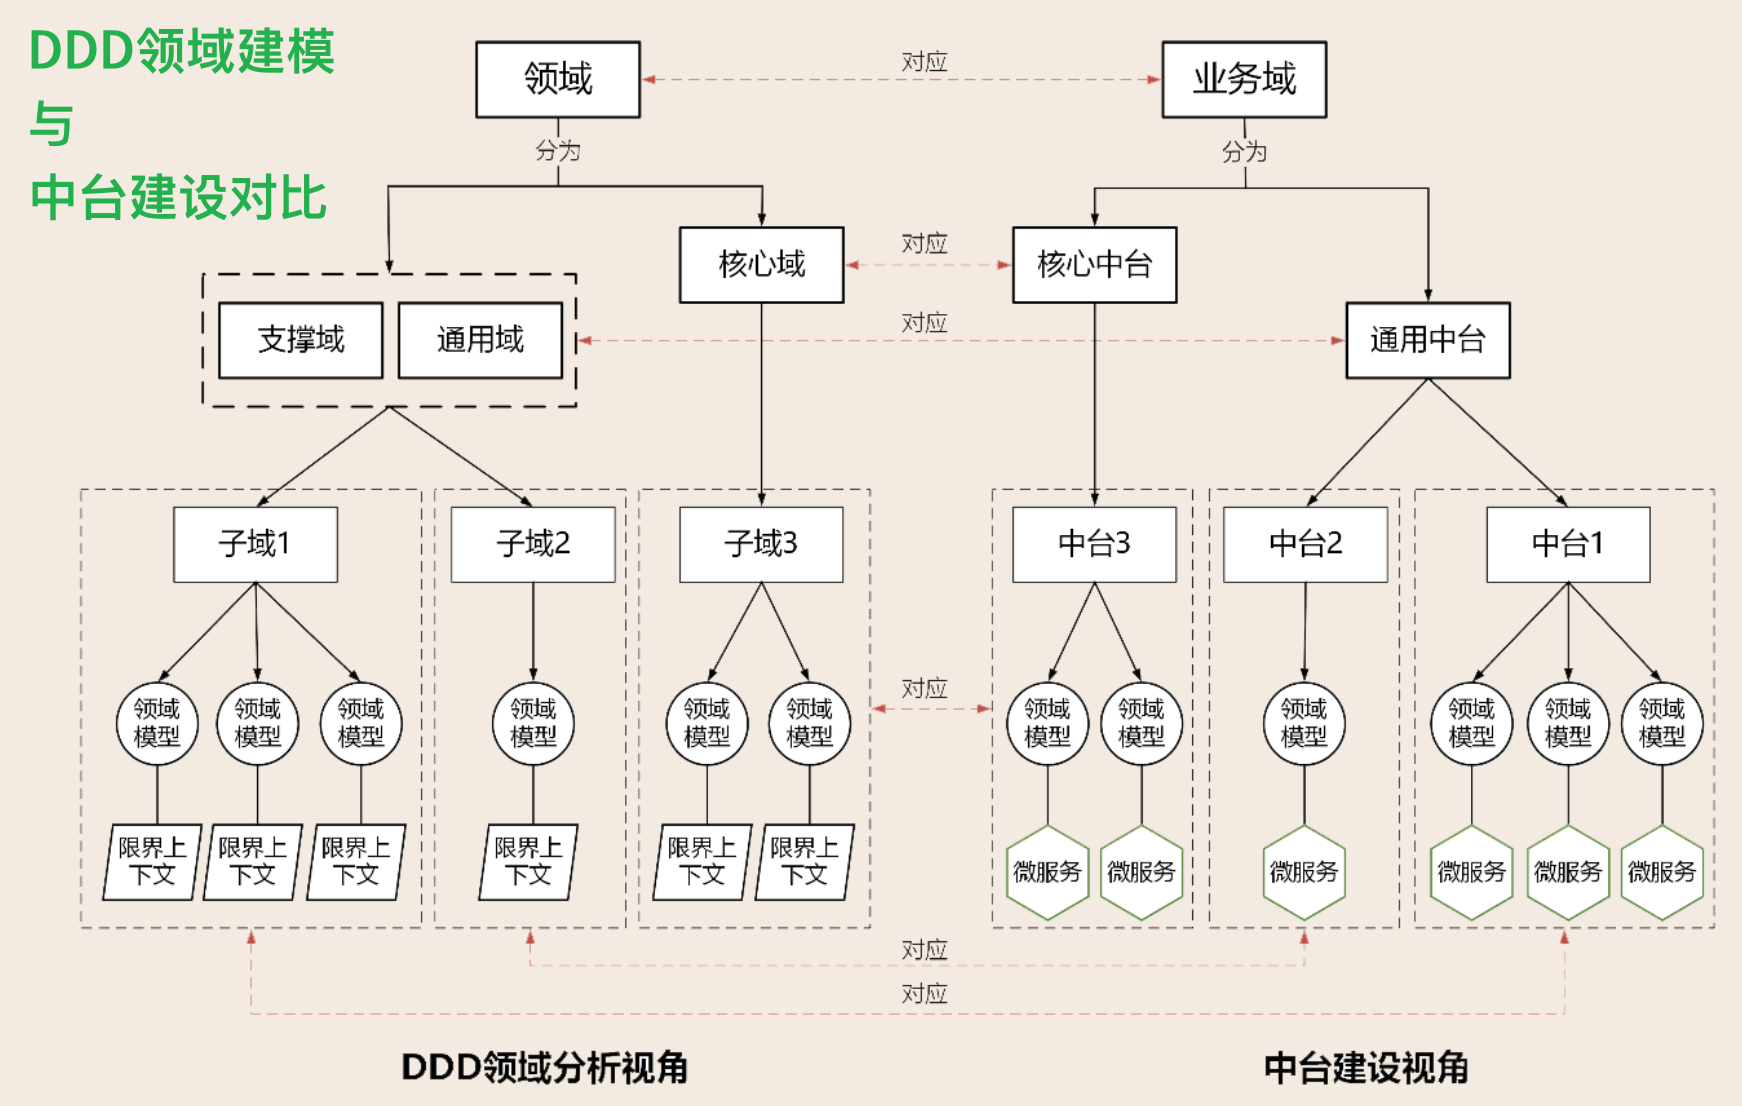 DDD领域建模
与
中台建设对比
领域
对应
业务域
分为
分为
核心域
对应
核心中台
支撑域
通用域
对应
通用中台
子域1
子域2
子域3
中台3
中台2
中台1
领域
模型
领域
模型
领域
模型
领域
模型
领域
模型
领域
模型
对应
领域
模型
领域
模型
领域
模型
领域
模型
领域
模型
领域
模型
限界上
下文
限界上
下文
限界上
下文
限界上
下文
限界上
下文
限界上
下文
微服务
微服务
微服务
微服务
微服务
微服务
对应
对应
DDD领域分析视角
中台建设视角